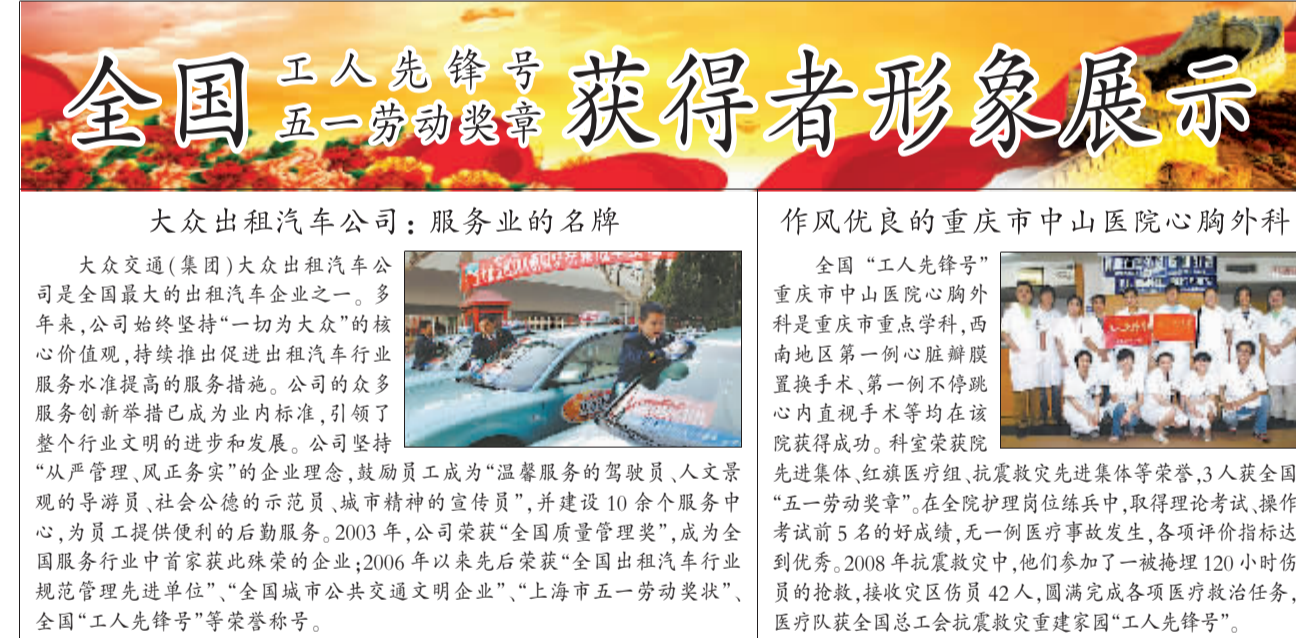 全国
工人先锋号
五一劳动奖章
获得者形象展示
大众出租汽车公司：服务业的名牌
大众交通（集团）大众出租汽车公
司是全国最大的出租汽车企业之一。多
年来，公司始终坚持“一切为大众”的核
心价值观，持续推出促进出租汽车行业
服务水准提高的服务措施。公司的众多
服务创新举措已成为业内标准，引领了
整个行业文明的进步和发展。公司坚持
“从严管理、风正务实”的企业理念，鼓励员工成为“温馨服务的驾驶员、人文景
观的导游员、社会公德的示范员、城市精神的宣传员”，并建设 10 余个服务中
心，为员工提供便利的后勤服务。2003 年，公司荣获“全国质量管理奖”，成为全
国服务行业中首家获此殊荣的企业；2006 年以来先后荣获“全国出租汽车行业
规范管理先进单位”、“全国城市公共交通文明企业”、“上海市五一劳动奖状”、
全国“工人先锋号”等荣誉称号。
作风优良的重庆市中山医院心胸外科
全国“工人先锋号”
重庆市中山医院心胸外
科是重庆市重点学科，西
南地区第一例心脏瓣膜
置换手术、第一例不停跳
心内直视手术等均在该
院获得成功。科室荣获院
先进集体、红旗医疗组、抗震救灾先进集体等荣誉，3 人获全国
“五一劳动奖章”。在全院护理岗位练兵中，取得理论考试、操作
考试前 5 名的好成绩，无一例医疗事故发生，各项评价指标达
到优秀。2008 年抗震救灾中，他们参加了一被掩埋 120 小时伤
员的抢救，接收灾区伤员 42 人，圆满完成各项医疗救治任务，
医疗队获全国总工会抗震救灾重建家园“工人先锋号”。